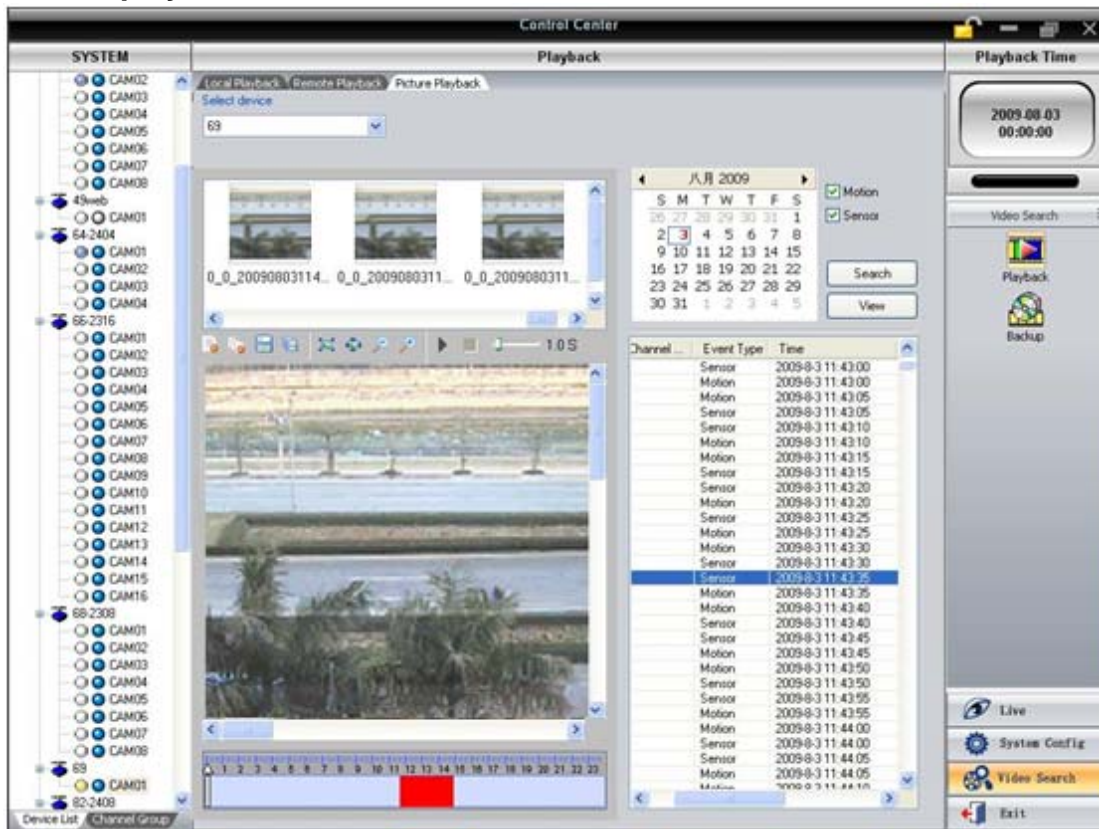 Control Center
SYSTEM
Playback
Playback Time
CAM02
CAM03
CAM04
CAM05
CAM06
CAM07
CAM08
49web
CAM01
64-2404
CAM01
CAM02
CAM03
CAM04
66-2316
CAM01
CAM02
CAM03
CAM04
CAM05
CAM06
CAM07
CAM08
CAM09
CAM10
CAM11
CAM12
CAM13
CAM14
CAM15
CAM16
68-2308
CAM01
CAM02
CAM03
CAM04
CAM05
CAM06
CAM07
CAM08
69
CAM01
82-2408
Device List Channel Group
Local Playback Remote Playback Picture Playback
Select device
69
0_0_20090803114... 0_0_2009080311... 0_0_2009080311...
1.0 S
1 2 3 4 5 6 7 8 9 10 11 12 13 14 15 16 17 18 19 20 21 22 23
八月 2009
S M T W T F S
26 27 28 29 30 31 1
2 3 4 5 6 7 8
9 10 11 12 13 14 15
16 17 18 19 20 21 22
23 24 25 26 27 28 29
30 31 1 2 3 4 5
Motion
Sensor
Search
View
Channel ... Event Type Time
Sensor 2009-8-3 11:43:00
Motion 2009-8-3 11:43:00
Motion 2009-8-3 11:43:05
Sensor 2009-8-3 11:43:05
Sensor 2009-8-3 11:43:10
Motion 2009-8-3 11:43:10
Motion 2009-8-3 11:43:15
Sensor 2009-8-3 11:43:15
Sensor 2009-8-3 11:43:20
Motion 2009-8-3 11:43:20
Sensor 2009-8-3 11:43:25
Motion 2009-8-3 11:43:25
Motion 2009-8-3 11:43:30
Sensor 2009-8-3 11:43:30
Sensor 2009-8-3 11:43:35
Motion 2009-8-3 11:43:35
Motion 2009-8-3 11:43:40
Sensor 2009-8-3 11:43:40
Sensor 2009-8-3 11:43:45
Motion 2009-8-3 11:43:45
Motion 2009-8-3 11:43:50
Sensor 2009-8-3 11:43:50
Sensor 2009-8-3 11:43:55
Motion 2009-8-3 11:43:55
Motion 2009-8-3 11:44:00
Sensor 2009-8-3 11:44:00
Sensor 2009-8-3 11:44:05
Motion 2009-8-3 11:44:05
Motion 2009-8-3 11:44:10
2009-08-03
00:00:00
Video Search
Playback
Backup
Live
System Config
Video Search
Exit